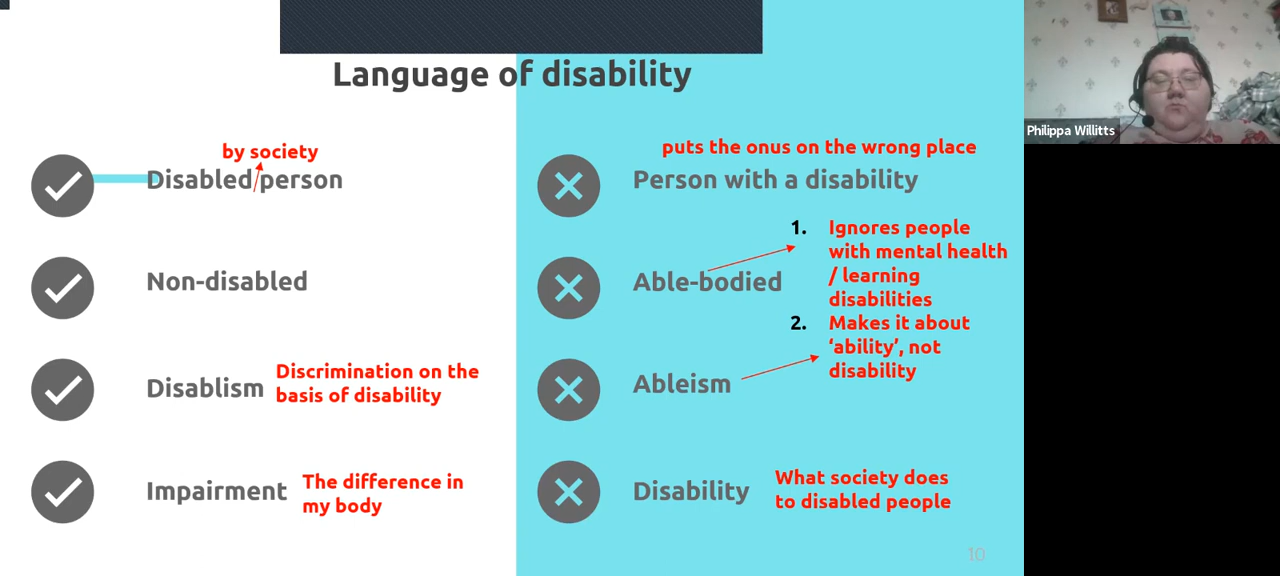 Language of disability
by society
Disabled/person
Non-disabled
Disablism
Discrimination on the
basis of disability
Impairment
The difference in
my body
puts the onus on the wrong place
Person with a disability
Able-bodied
1. Ignores people
with mental health
/ learning
disabilities
2. Makes it about
‘ability’, not
disability
Ableism
Disability
What society does
to disabled people
10
Philippa Willitts